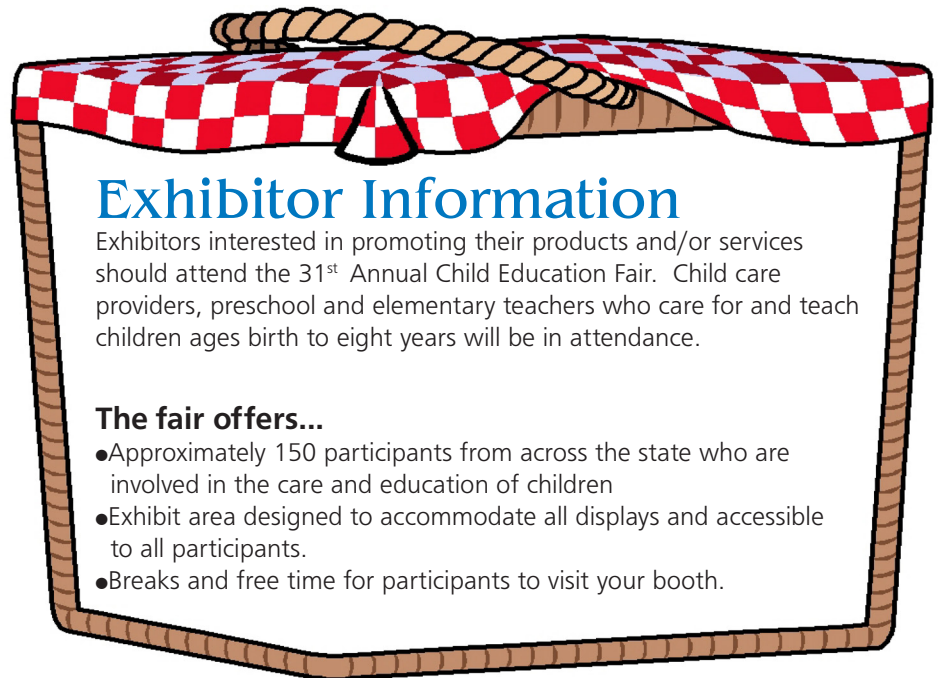 Exhibitor Information
Exhibitors interested in promoting their products and/or services
should attend the 31st Annual Child Education Fair.  Child care
providers, preschool and elementary teachers who care for and teach
children ages birth to eight years will be in attendance.
The fair offers...
●Approximately 150 participants from across the state who are
involved in the care and education of children
●Exhibit area designed to accommodate all displays and accessible
to all participants.
●Breaks and free time for participants to visit your booth.